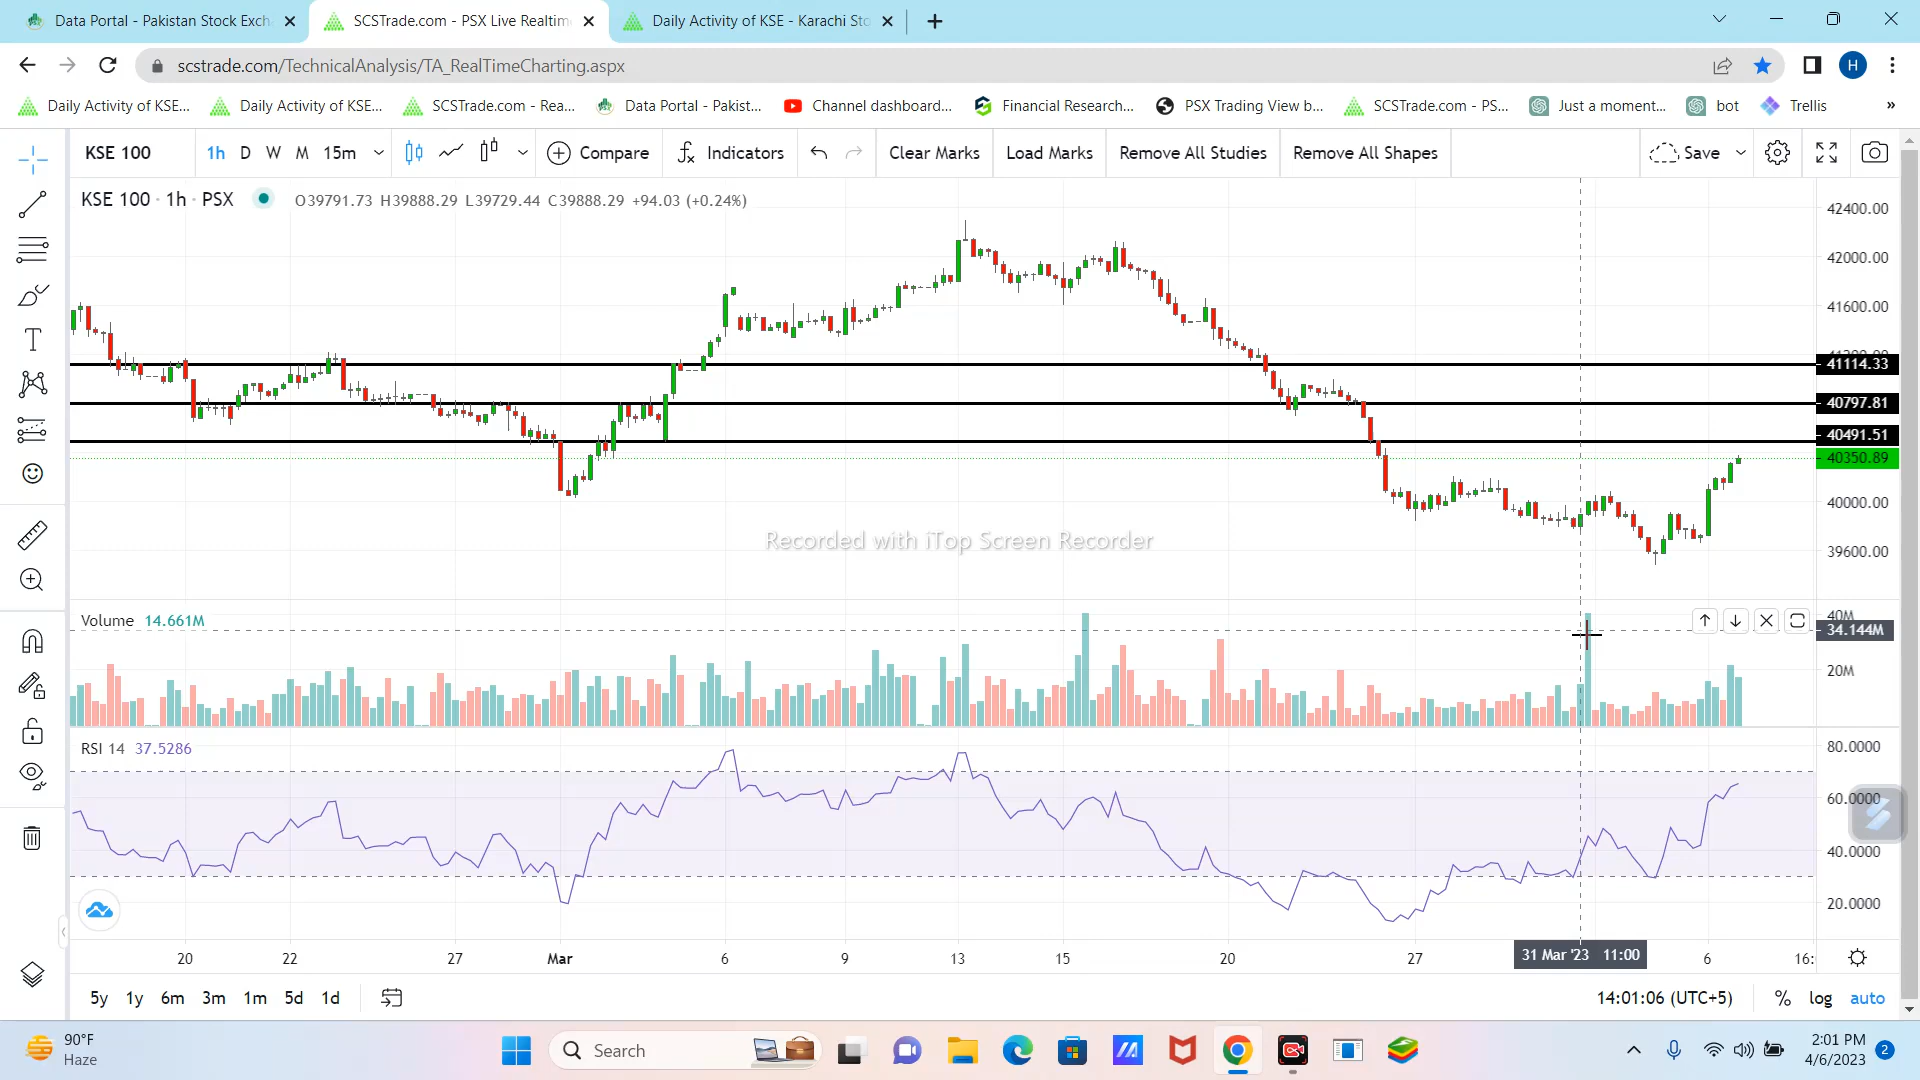 Data Portal - Pakistan Stock Exch
SCSTrade.com - PSX Live Realtim
Daily Activity of KSE - Karachi Sto
scstrade.com/TechnicalAnalysis/TA_RealTimeCharting.aspx
H
Daily Activity of KSE...
Daily Activity of KSE...
SCSTrade.com - Rea...
Data Portal - Pakist...
Channel dashboard...
Financial Research...
PSX Trading View b...
SCSTrade.com - PS...
Just a moment...
bot
Trellis
»
KSE 100
1h D W M 15m
Compare
Indicators
Clear Marks
Load Marks
Remove All Studies
Remove All Shapes
Save
KSE 100 · 1h · PSX
O39791.73 H39888.29 L39729.44 C39888.29 +94.03 (+0.24%)
42400.00
42000.00
41600.00
41114.33
40797.81
40491.51
40350.89
40000.00
39600.00
Recorded with iTop Screen Recorder
Volume 14.661M
40M
34.144M
20M
RSI 14 37.5286
80.0000
60.0000
40.0000
20.0000
20 22 27 Mar 6 9 13 15 20 27 31 Mar '23 11:00 6 16:
5y 1y 6m 3m 1m 5d 1d
14:01:06 (UTC+5)
% log auto
90°F
Haze
Search
2:01 PM
4/6/2023
2